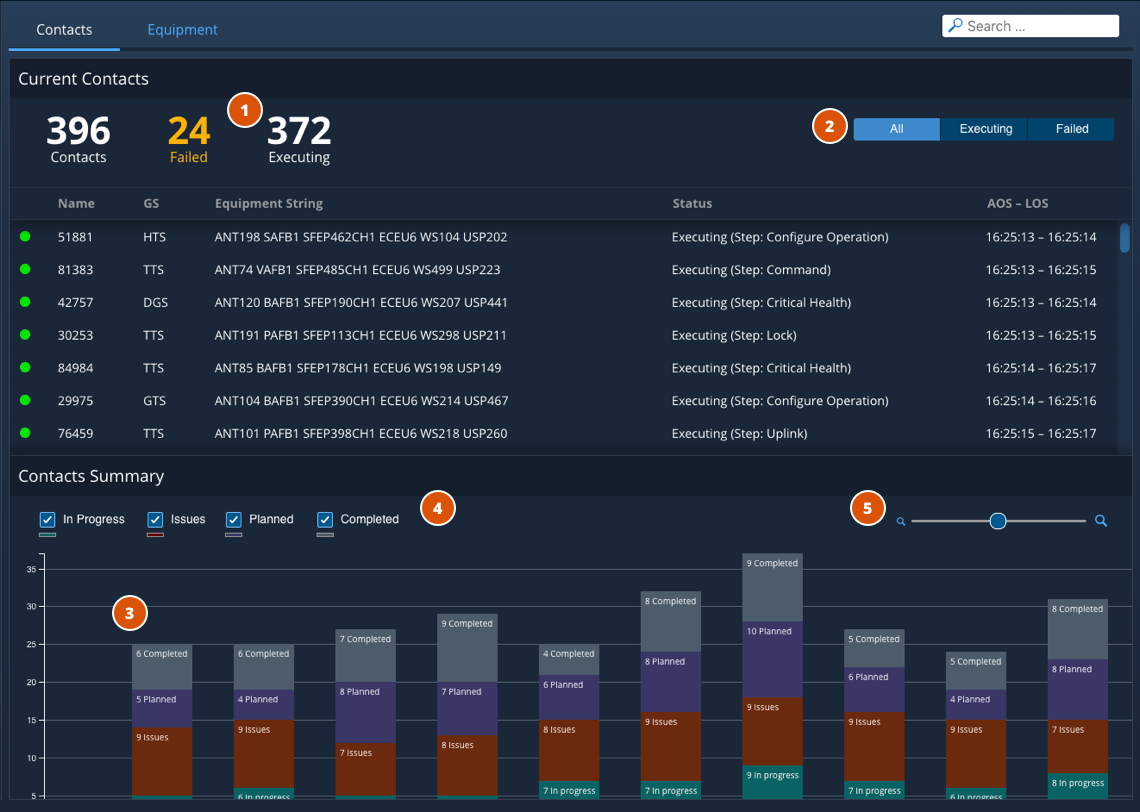 Contacts Equipment Search ...
Current Contacts
1
396 24 372
Contacts Failed Executing
2 All Executing Failed
Name GS Equipment String Status AOS – LOS
51881 HTS ANT198 SAFB1 SFEP462CH1 ECEU6 WS104 USP202 Executing (Step: Configure Operation) 16:25:13 – 16:25:14
81383 TTS ANT74 VAFB1 SFEP485CH1 ECEU6 WS499 USP223 Executing (Step: Command) 16:25:13 – 16:25:15
42757 DGS ANT120 BAFB1 SFEP190CH1 ECEU6 WS207 USP441 Executing (Step: Critical Health) 16:25:13 – 16:25:14
30253 TTS ANT191 PAFB1 SFEP113CH1 ECEU6 WS298 USP211 Executing (Step: Lock) 16:25:13 – 16:25:15
84984 TTS ANT85 BAFB1 SFEP178CH1 ECEU6 WS198 USP149 Executing (Step: Critical Health) 16:25:14 – 16:25:17
29975 GTS ANT104 BAFB1 SFEP390CH1 ECEU6 WS214 USP467 Executing (Step: Configure Operation) 16:25:14 – 16:25:16
76459 TTS ANT101 PAFB1 SFEP398CH1 ECEU6 WS218 USP260 Executing (Step: Uplink) 16:25:15 – 16:25:17
Contacts Summary
In Progress Issues Planned Completed 4 5
35
30
25
20
15
10
5
3
6 Completed
5 Planned
9 Issues
6 Completed
4 Planned
9 Issues
6 In progress
7 Completed
8 Planned
7 Issues
9 Completed
7 Planned
8 Issues
4 Completed
6 Planned
8 Issues
7 In progress
8 Completed
8 Planned
9 Issues
7 In progress
9 Completed
10 Planned
9 Issues
9 In progress
5 Completed
6 Planned
9 Issues
7 In progress
5 Completed
4 Planned
9 Issues
6 In progress
8 Completed
8 Planned
7 Issues
8 In progress